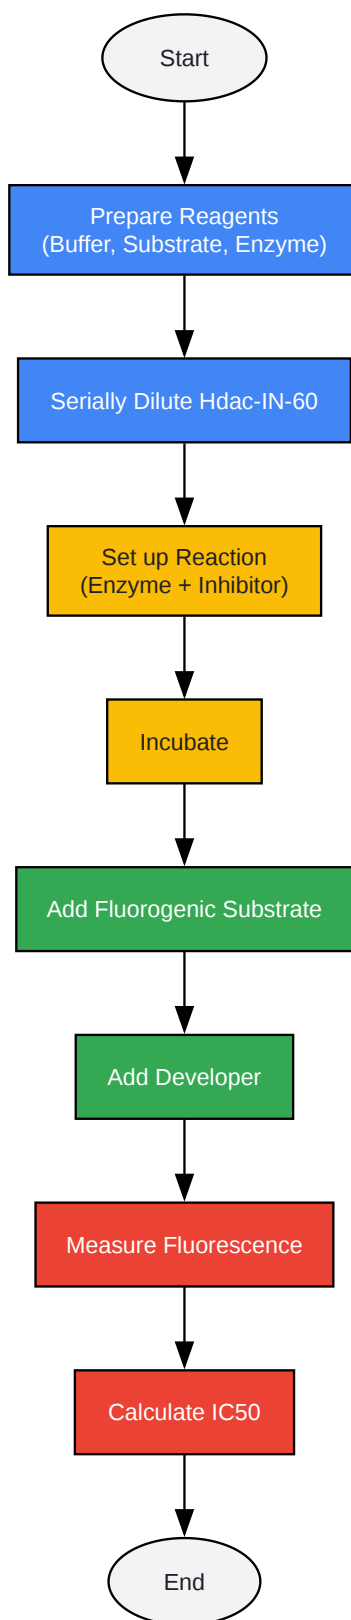 Start
Prepare Reagents
(Buffer, Substrate, Enzyme)
Serially Dilute Hdac-IN-60
Set up Reaction
(Enzyme + Inhibitor)
Incubate
Add Fluorogenic Substrate
Add Developer
Measure Fluorescence
Calculate IC50
End